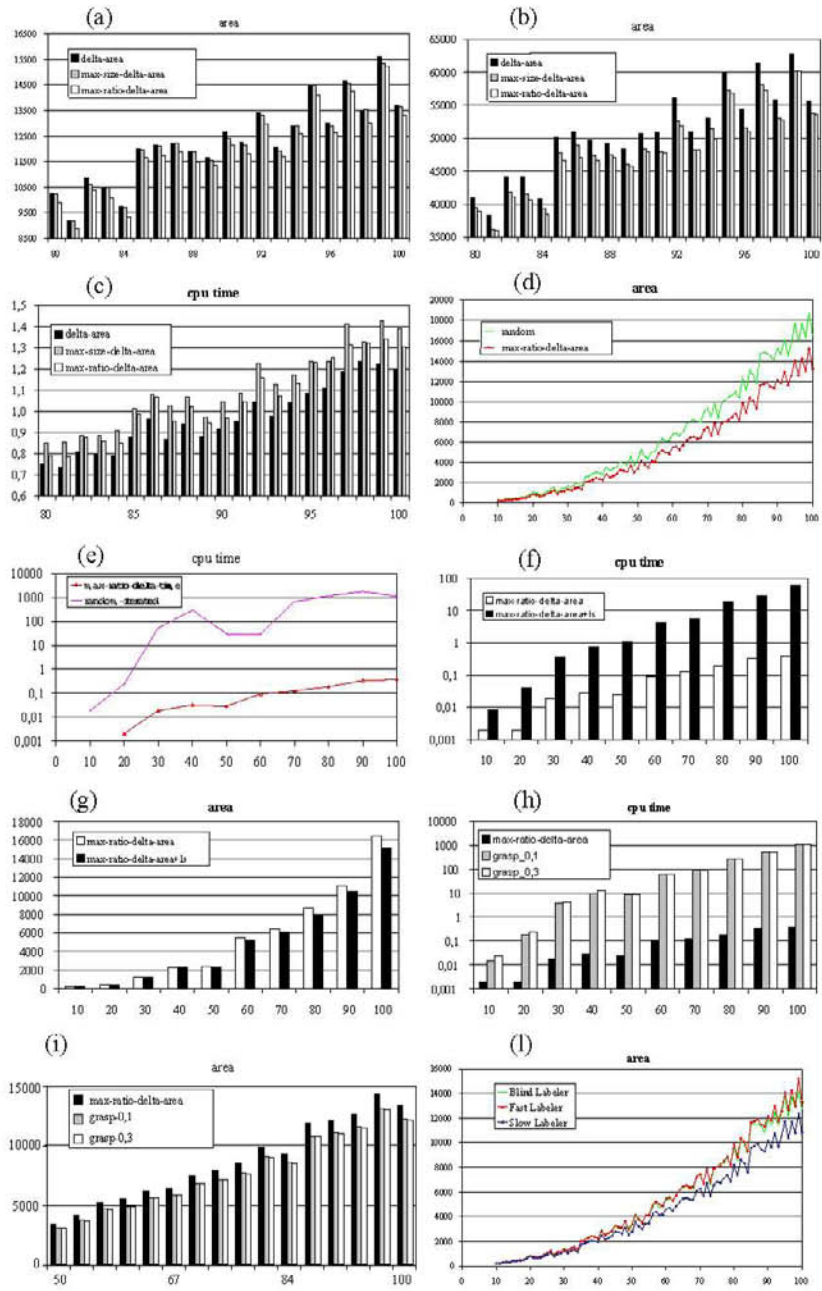 (a)
area
delta-area
max-size-delta-area
max-ratio-delta-area
16500
15500
14500
13500
12500
11500
10500
9500
8500
80 84 88 92 96 100
(b)
area
delta-area
max-size-delta-area
max-ratio-delta-area
65000
60000
55000
50000
45000
40000
35000
80 84 88 92 96 100
(c)
cpu time
delta-area
max-size-delta-area
max-ratio-delta-area
1,5
1,4
1,3
1,2
1,1
1,0
0,9
0,8
0,7
0,6
80 85 90 95 100
(d)
area
random
max-ratio-delta-area
20000
18000
16000
14000
12000
10000
8000
6000
4000
2000
0
0 10 20 30 40 50 60 70 80 90 100
(e)
cpu time
10000
1000
100
10
1
0,1
0,01
0,001
0 10 20 30 40 50 60 70 80 90 100
(f)
cpu time
max-ratio-delta-area
max-ratio-delta-area+ls
100
10
1
0,1
0,01
0,001
10 20 30 40 50 60 70 80 90 100
(g)
area
max-ratio-delta-area
max-ratio-delta-area+ls
18000
16000
14000
12000
10000
8000
6000
4000
2000
0
10 20 30 40 50 60 70 80 90 100
(h)
cpu time
max-ratio-delta-area
grasp_0,1
grasp_0,3
10000
1000
100
10
1
0,1
0,01
0,001
10 20 30 40 50 60 70 80 90 100
(i)
area
max-ratio-delta-area
grasp-0,1
grasp-0,3
15000
10000
5000
0
50 67 84 100
(l)
area
Blind Labeler
Fast Labeler
Slow Labeler
16000
14000
12000
10000
8000
6000
4000
2000
0
0 10 20 30 40 50 60 70 80 90 100